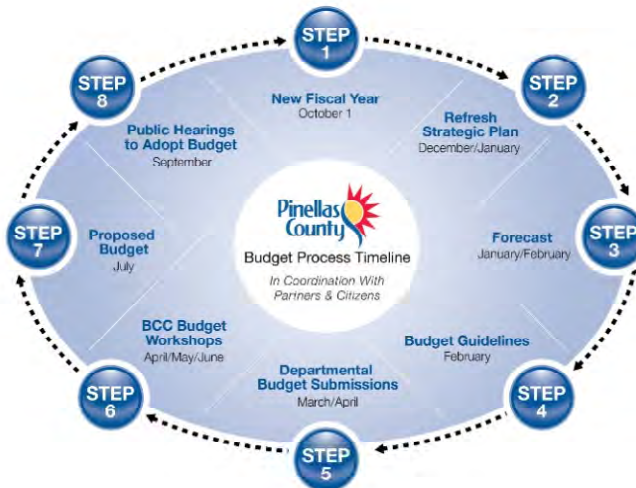 STEP
1
New Fiscal Year
October 1
STEP
2
Refresh
Strategic Plan
December/January
STEP
3
Forecast
January/February
STEP
4
Budget Guidelines
February
STEP
5
Departmental
Budget Submissions
March/April
STEP
6
BCC Budget
Workshops
April/May/June
STEP
7
Proposed
Budget
July
STEP
8
Public Hearings
to Adopt Budget
September
Pinellas
County
Budget Process Timeline
In Coordination With
Partners & Citizens